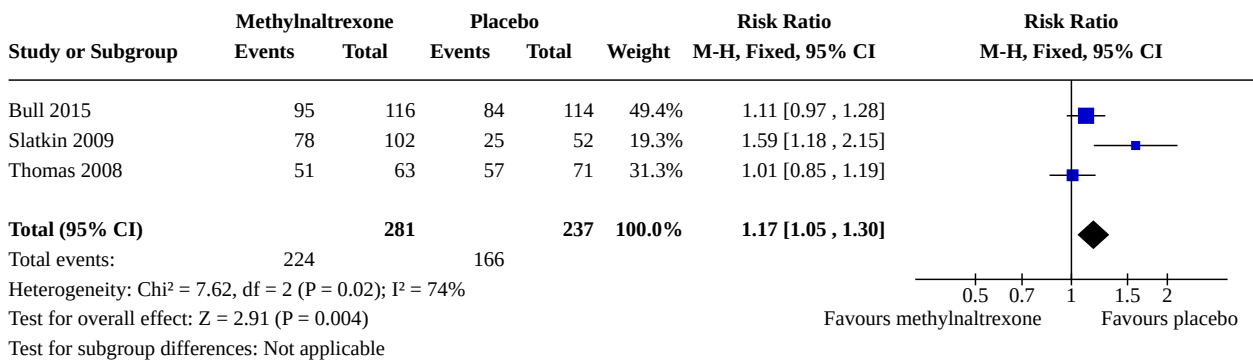 Methylnaltrexone Placebo Risk Ratio Risk Ratio
Study or Subgroup Events Total Events Total Weight M-H, Fixed, 95% CI M-H, Fixed, 95% CI
Bull 2015 95 116 84 114 49.4% 1.11 [0.97 , 1.28]
Slatkin 2009 78 102 25 52 19.3% 1.59 [1.18 , 2.15]
Thomas 2008 51 63 57 71 31.3% 1.01 [0.85 , 1.19]
Total (95% CI) 281 237 100.0% 1.17 [1.05 , 1.30]
Total events: 224 166
Heterogeneity: Chi² = 7.62, df = 2 (P = 0.02); I² = 74%
0.5 0.7 1 1.5 2
Test for overall effect: Z = 2.91 (P = 0.004)
Favours methylnaltrexone Favours placebo
Test for subgroup differences: Not applicable